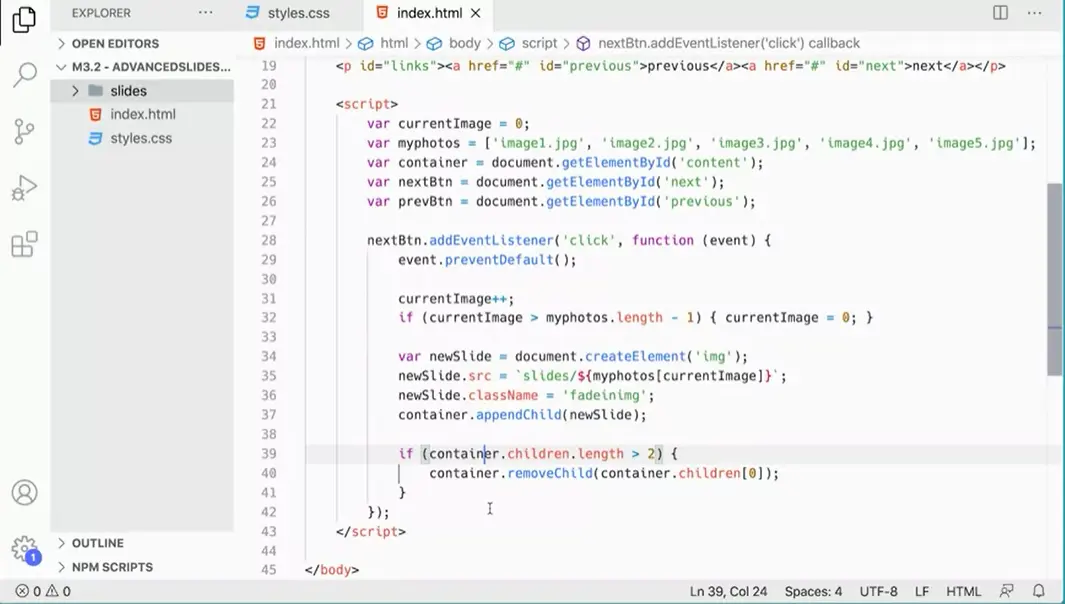 EXPLORER ···
styles.css
index.html
OPEN EDITORS
M3.2 - ADVANCEDSLIDES...
slides
index.html
styles.css
OUTLINE
NPM SCRIPTS
1
index.html > html > body > script > nextBtn.addEventListener('click') callback
19 <p id="links"><a href="#" id="previous">previous</a><a href="#" id="next">next</a></p>
20
21 <script>
22 var currentImage = 0;
23 var myphotos = ['image1.jpg', 'image2.jpg', 'image3.jpg', 'image4.jpg', 'image5.jpg'];
24 var container = document.getElementById('content');
25 var nextBtn = document.getElementById('next');
26 var prevBtn = document.getElementById('previous');
27
28 nextBtn.addEventListener('click', function (event) {
29 event.preventDefault();
30
31 currentImage++;
32 if (currentImage > myphotos.length - 1) { currentImage = 0; }
33
34 var newSlide = document.createElement('img');
35 newSlide.src = `slides/${myphotos[currentImage]}`;
36 newSlide.className = 'fadeinimg';
37 container.appendChild(newSlide);
38
39 if (container.children.length > 2) {
40 container.removeChild(container.children[0]);
41 }
42 });
43 </script>
44
45 </body>
0 0
Ln 39, Col 24 Spaces: 4 UTF-8 LF HTML